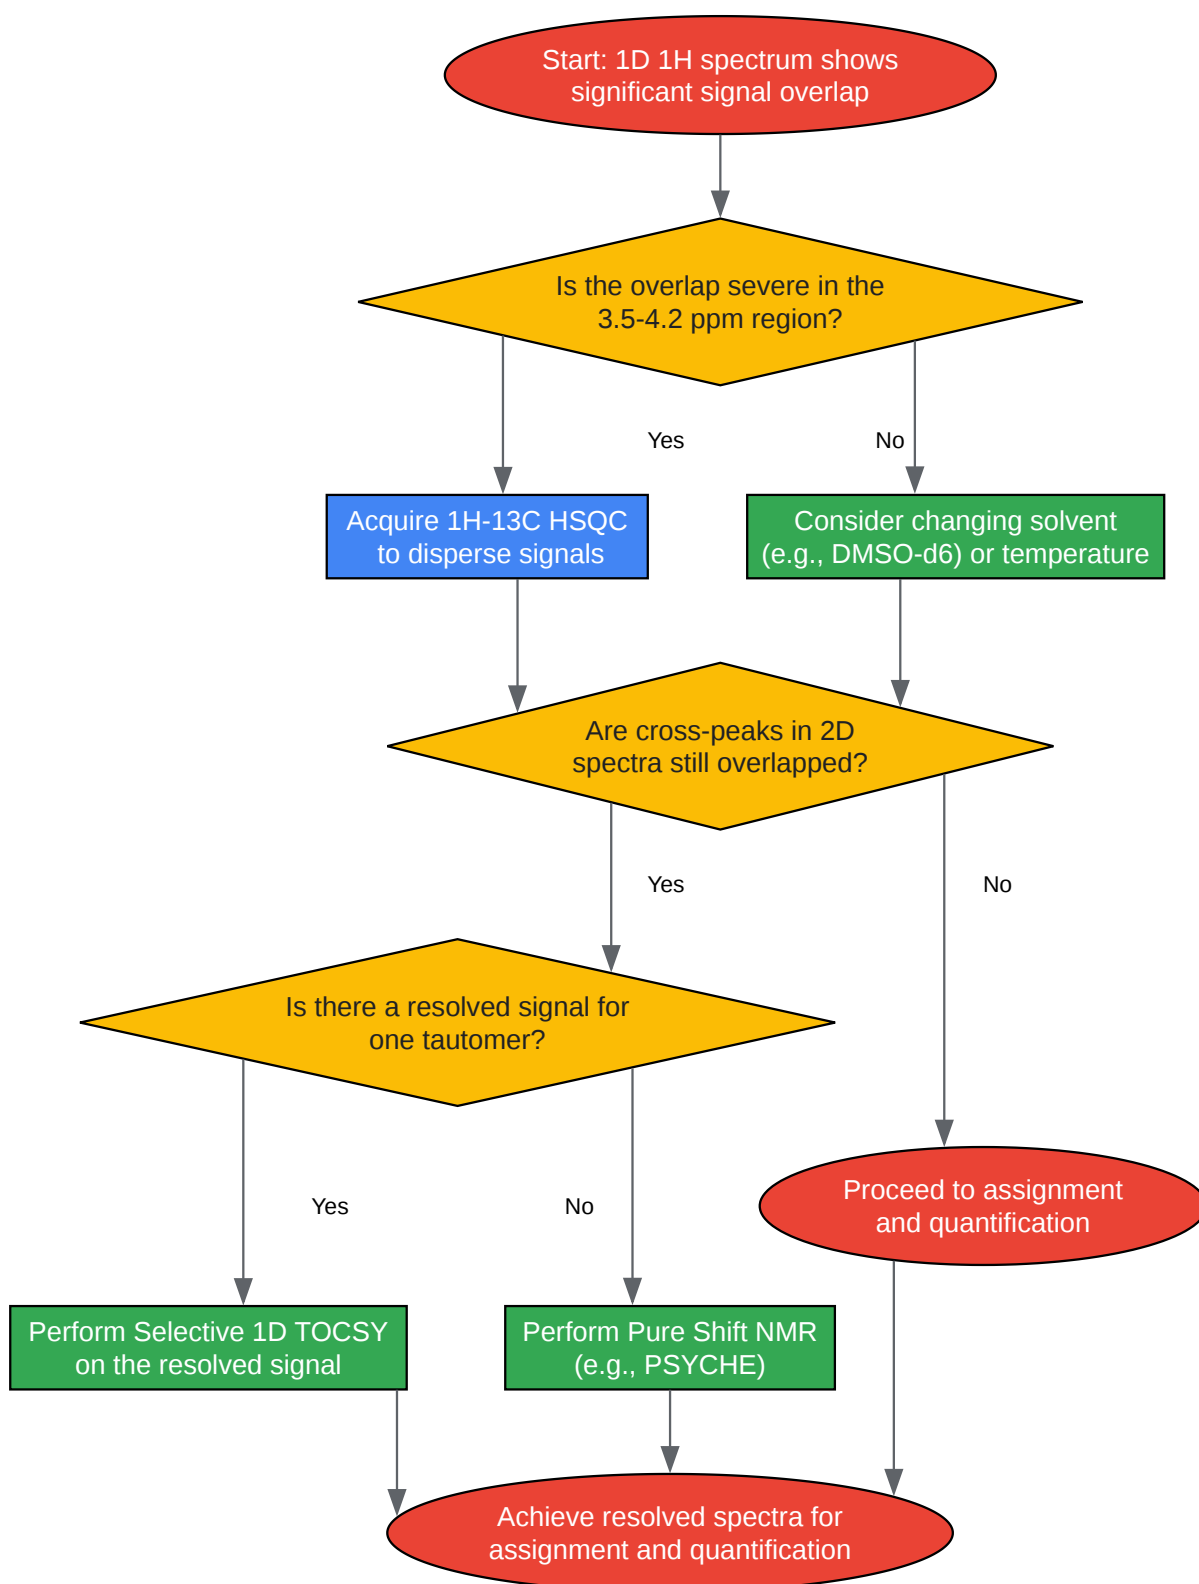 Start: 1D 1H spectrum shows
significant signal overlap
Is the overlap severe in the
3.5-4.2 ppm region?
Yes
No
Acquire 1H-13C HSQC
to disperse signals
Consider changing solvent
(e.g., DMSO-d6) or temperature
Are cross-peaks in 2D
spectra still overlapped?
Yes
No
Is there a resolved signal for
one tautomer?
Yes
No
Proceed to assignment
and quantification
Perform Selective 1D TOCSY
on the resolved signal
Perform Pure Shift NMR
(e.g., PSYCHE)
Achieve resolved spectra for
assignment and quantification